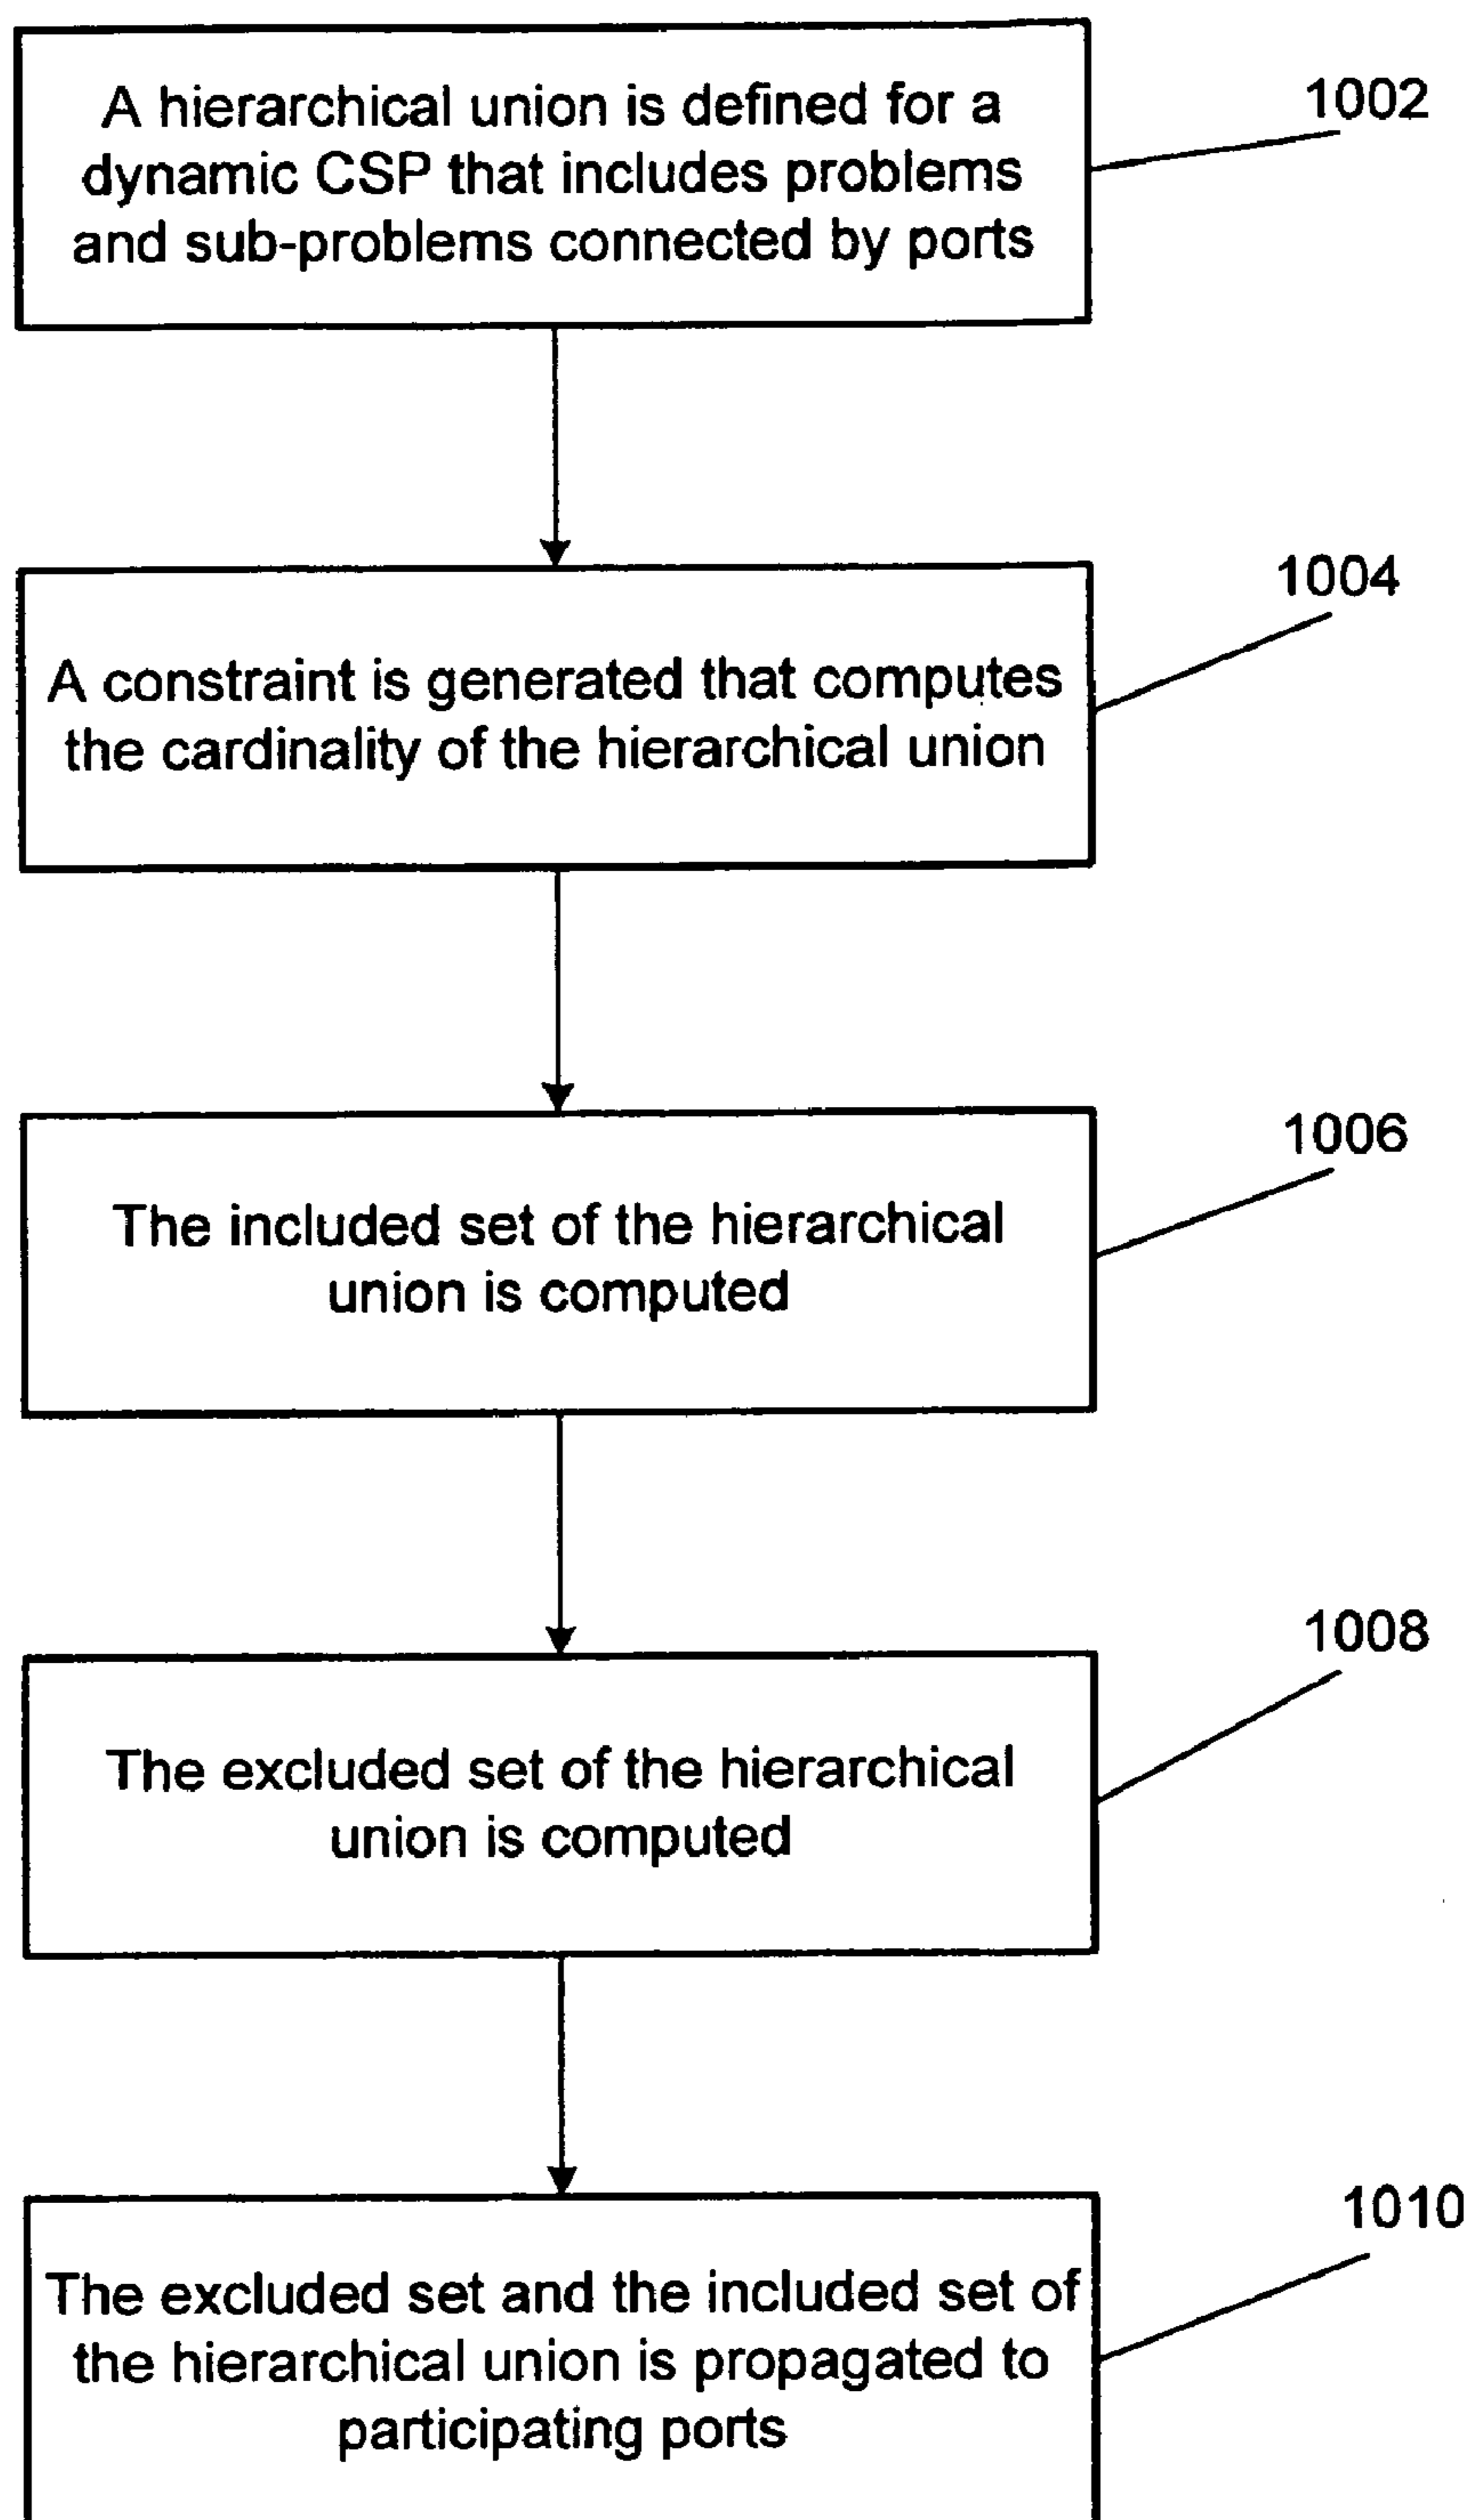 A hierarchical union is defined for a
dynamic CSP that includes problems
and sub-problems connected by ports
1002
A constraint is generated that computes
the cardinality of the hierarchical union
1004
The included set of the hierarchical
union is computed
1006
The excluded set of the hierarchical
union is computed
1008
The excluded set and the included set of
the hierarchical union is propagated to
participating ports
1010